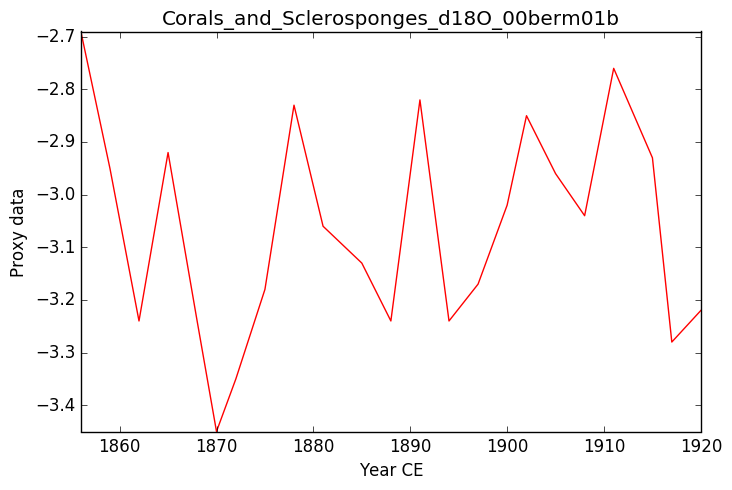 Corals_and_Sclerosponges_d18O_00berm01b
−2.7
−2.8
−2.9
−3.0
−3.1
−3.2
−3.3
−3.4
Proxy data
1860 1870 1880 1890 1900 1910 1920
Year CE